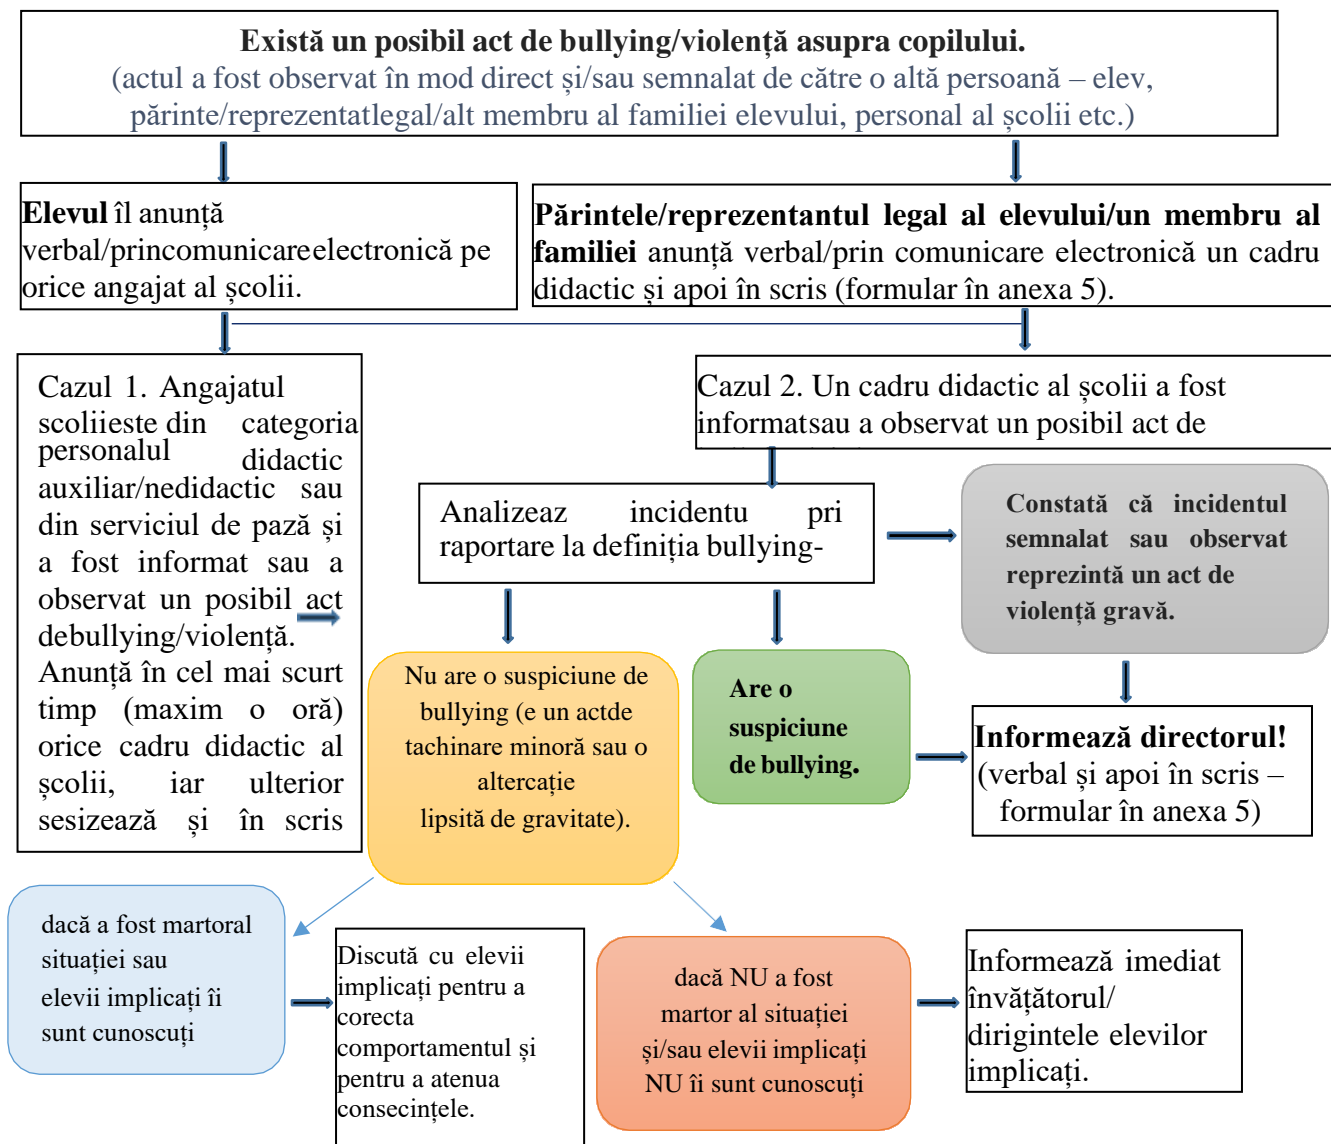 Există un posibil act de bullying/violență asupra copilului.
(actul a fost observat în mod direct și/sau semnalat de către o altă persoană – elev,
părinte/reprezentatlegal/alt membru al familiei elevului, personal al școlii etc.)
Elevul îl anunță
verbal/princomunicareelectronică pe
orice angajat al școlii.
Părintele/reprezentantul legal al elevului/un membru al
familiei anunță verbal/prin comunicare electronică un cadru
didactic și apoi în scris (formular în anexa 5).
Cazul 1. Angajatul
scoliieste din categoria
personalul didactic
auxiliar/nedidactic sau
din serviciul de pază și
a fost informat sau a
observat un posibil act
debullying/violență.
Anunță în cel mai scurt
timp (maxim o oră)
orice cadru didactic al
școlii, iar ulterior
sesizează și în scris
Cazul 2. Un cadru didactic al școlii a fost
informatsau a observat un posibil act de
Analizeaz incidentu pri
raportare la definiția bullying-
Constată că incidentul
semnalat sau observat
reprezintă un act de
violență gravă.
Nu are o suspiciune de
bullying (e un actde
tachinare minoră sau o
altercație
lipsită de gravitate).
Are o
suspiciune
de bullying.
Informează directorul!
(verbal și apoi în scris –
formular în anexa 5)
dacă a fost martoral
situației sau
elevii implicați îi
sunt cunoscuți
Discută cu elevii
implicați pentru a
corecta
comportamentul și
pentru a atenua
consecințele.
dacă NU a fost
martor al situației
și/sau elevii implicați
NU îi sunt cunoscuți
Informează imediat
învățătorul/
dirigintele elevilor
implicați.